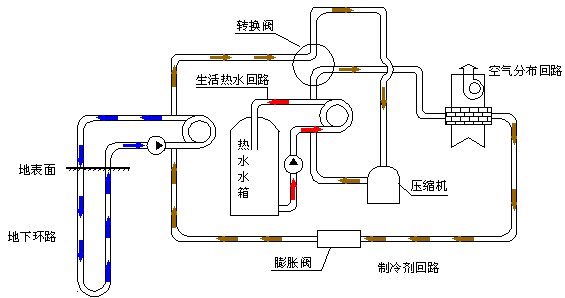 转换阀
生活热水回路
空气分布回路
热水水箱
地表面
压缩机
地下环路
膨胀阀
制冷剂回路